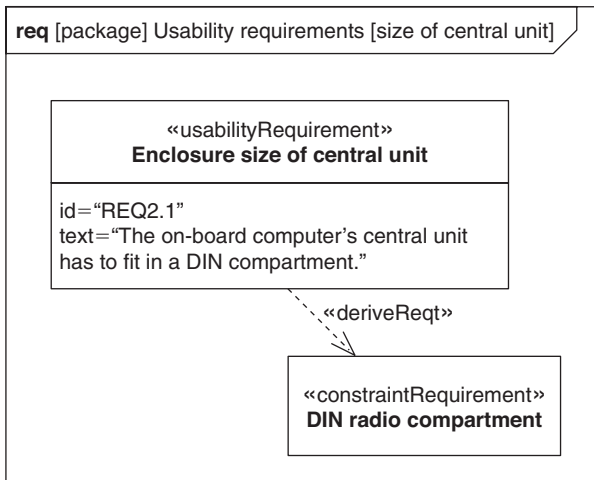 req [package] Usability requirements [size of central unit]
«usabilityRequirement»
Enclosure size of central unit
id=“REQ2.1”
text=“The on-board computer’s central unit
has to fit in a DIN compartment.”
«deriveReqt»
«constraintRequirement»
DIN radio compartment